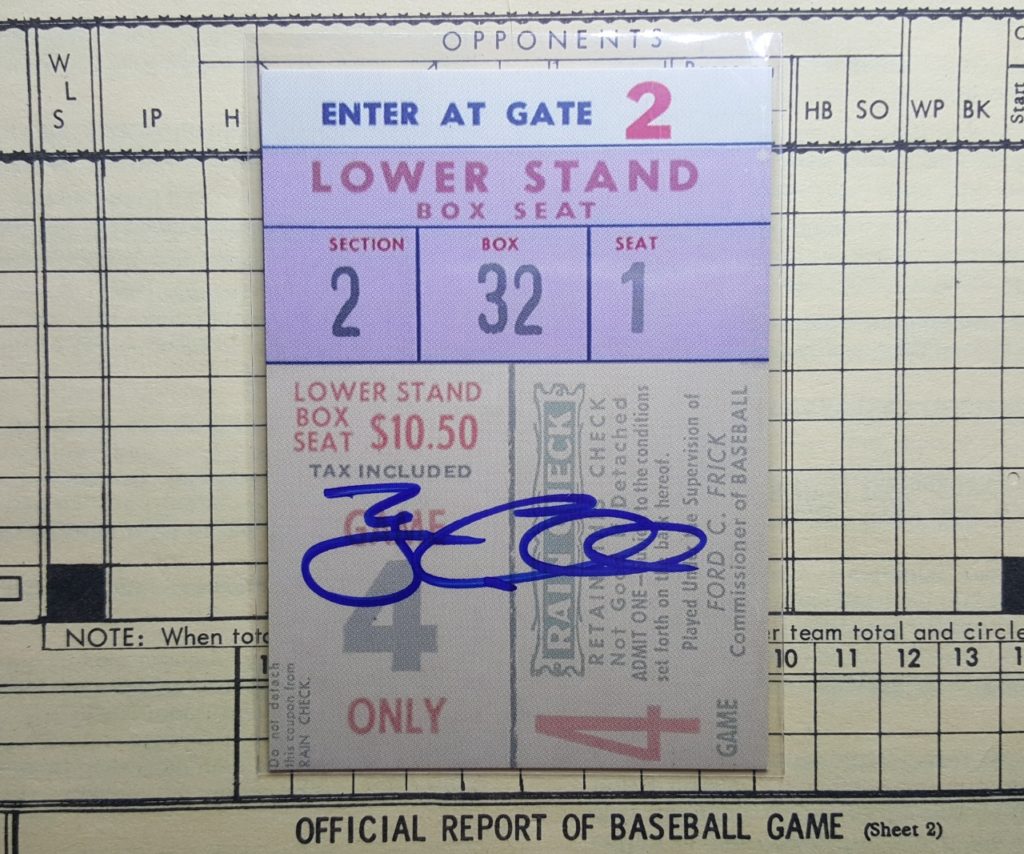 OPPONENTS
W
L
S
IP
H
HB
SO
WP
BK
Start
ENTER AT GATE 2
LOWER STAND
BOX SEAT
SECTION
BOX
SEAT
2
32
1
LOWER STAND
BOX
SEAT $10.50
TAX INCLUDED
GAME
4
ONLY
Do not detach
this coupon from
RAIN CHECK.
RAIN CHECK
RETAIN CHECK
Not Good Detached
ADMIT ONE to the conditions
set forth on the back hereof.
Played Supervision of
FORD C. FRICK
Commissioner of BASEBALL
4
GAME
NOTE: When
team total and circle
10 11 12 13
OFFICIAL REPORT OF BASEBALL GAME (Sheet 2)